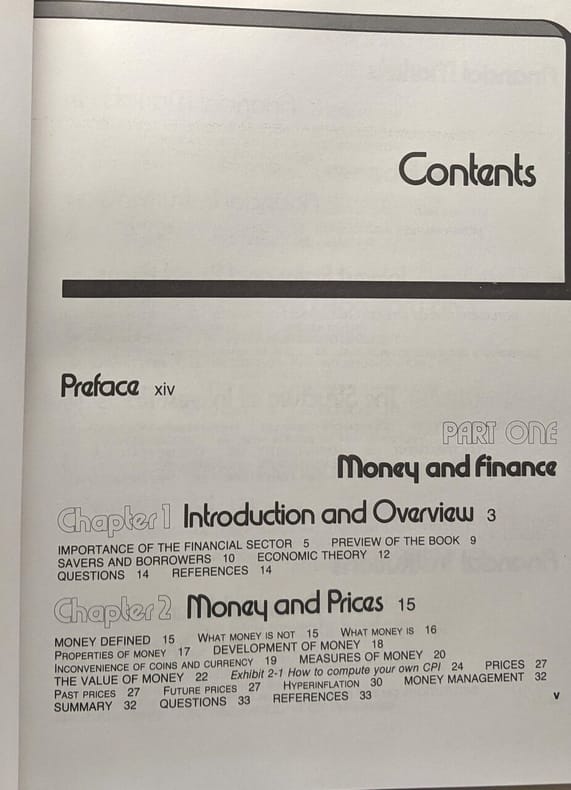 Contents
Preface xiv
PART ONE
Money and Finance
Chapter 1 Introduction and Overview 3
IMPORTANCE OF THE FINANCIAL SECTOR 5 PREVIEW OF THE BOOK 9
SAVERS AND BORROWERS 10 ECONOMIC THEORY 12
QUESTIONS 14 REFERENCES 14
Chapter 2 Money and Prices 15
MONEY DEFINED 15 WHAT MONEY IS NOT 15 WHAT MONEY IS 16
PROPERTIES OF MONEY 17 DEVELOPMENT OF MONEY 18
INCONVENIENCE OF COINS AND CURRENCY 19 MEASURES OF MONEY 20
THE VALUE OF MONEY 22 Exhibit 2-1 How to compute your own CPI 24 PRICES 27
PAST PRICES 27 FUTURE PRICES 27 HYPERINFLATION 30 MONEY MANAGEMENT 32
SUMMARY 32 QUESTIONS 33 REFERENCES 33
v